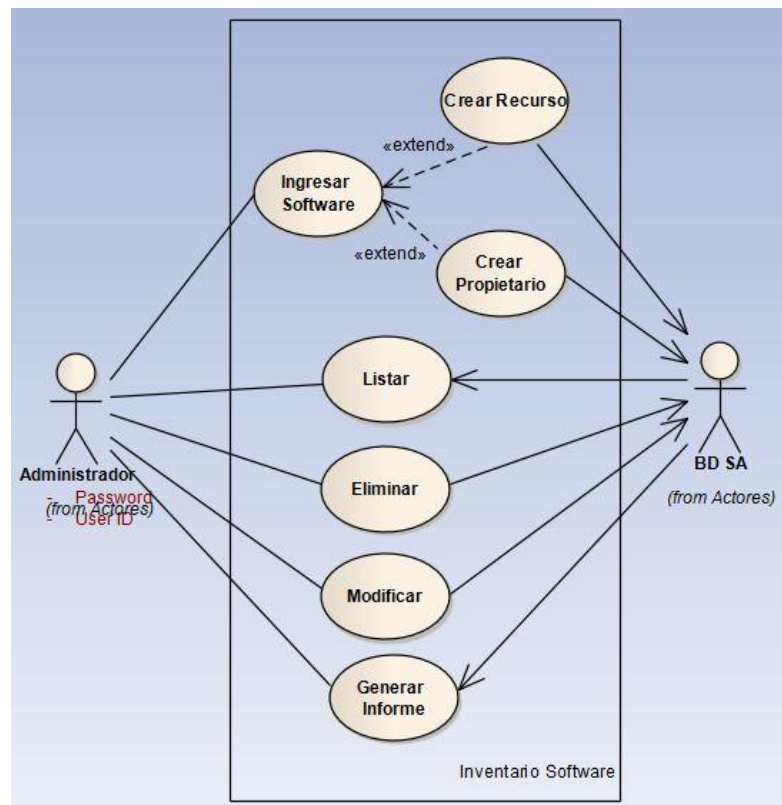 Crear Recurso
«extend»
Ingresar
Software
«extend»
Crear
Propietario
Listar
Administrador
- Password
(from Actores)
- User ID
BD SA
(from Actores)
Eliminar
Modificar
Generar
Informe
Inventario Software